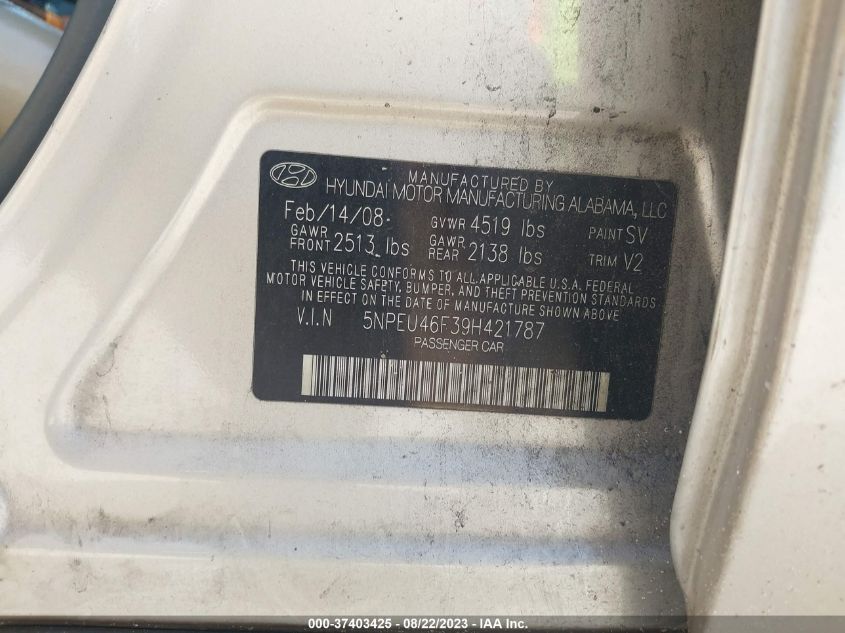 MANUFACTURED BY
HYUNDAI MOTOR MANUFACTURING ALABAMA, LLC
Feb/14/08 GVWR 4519 lbs PAINT SV
GAWR FRONT 2513 lbs GAWR REAR 2138 lbs TRIM V2
THIS VEHICLE CONFORMS TO ALL APPLICABLE U.S.A. FEDERAL
MOTOR VEHICLE SAFETY, BUMPER, AND THEFT PREVENTION STANDARDS
IN EFFECT ON THE DATE OF MANUFACTURE SHOWN ABOVE.
V.I.N 5NPEU46F39H421787
PASSENGER CAR
000-37403425 - 08/22/2023 - © IAA Inc.